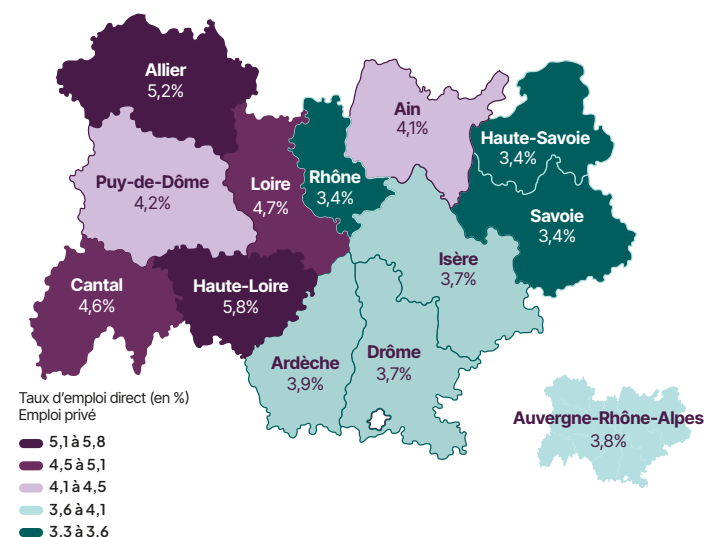 Allier
5,2%
Ain
4,1%
Haute-Savoie
3,4%
Puy-de-Dôme
4,2%
Loire
4,7%
Rhône
3,4%
Savoie
3,4%
Isère
3,7%
Cantal
4,6%
Haute-Loire
5,8%
Ardèche
3,9%
Drôme
3,7%
Taux d'emploi direct (en %)
Emploi privé
5,1 à 5,8
4,5 à 5,1
4,1 à 4,5
3,6 à 4,1
3,3 à 3,6
Auvergne-Rhône-Alpes
3,8%